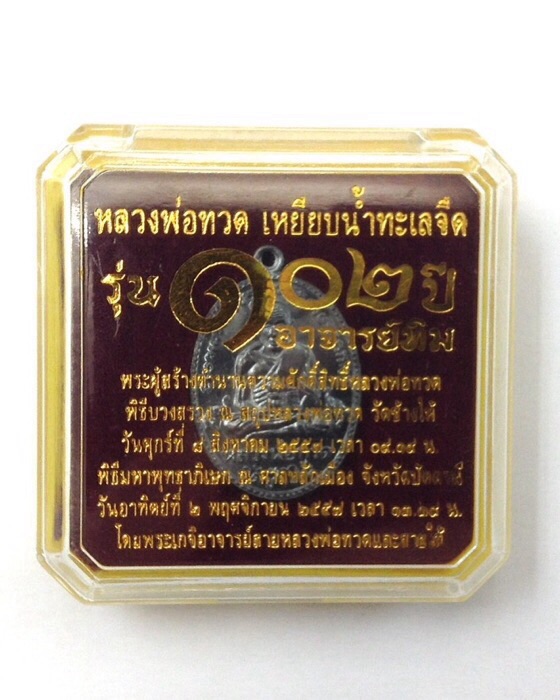 หลวงพ่อทวด เหยียบน้ำทะเลจืด
รุ่น ๑๐๒ ปี
อาจารย์ทิม
พระผู้สร้างตำนานความศักดิ์สิทธิ์หลวงพ่อทวด
พิธีบวงสรวง ณ สถูปหลวงพ่อทวด วัดช้างให้
วันศุกร์ที่ ๘ สิงหาคม ๒๕๕๗ เวลา ๐๙.๑๙ น.
พิธีมหาพุทธาภิเษก ณ ศาลหลักเมือง จังหวัดปัตตานี
วันอาทิตย์ที่ ๒ พฤศจิกายน ๒๕๕๗ เวลา ๑๓.๑๙ น.
โดยพระเกจิอาจารย์สายหลวงพ่อทวดและสายใต้